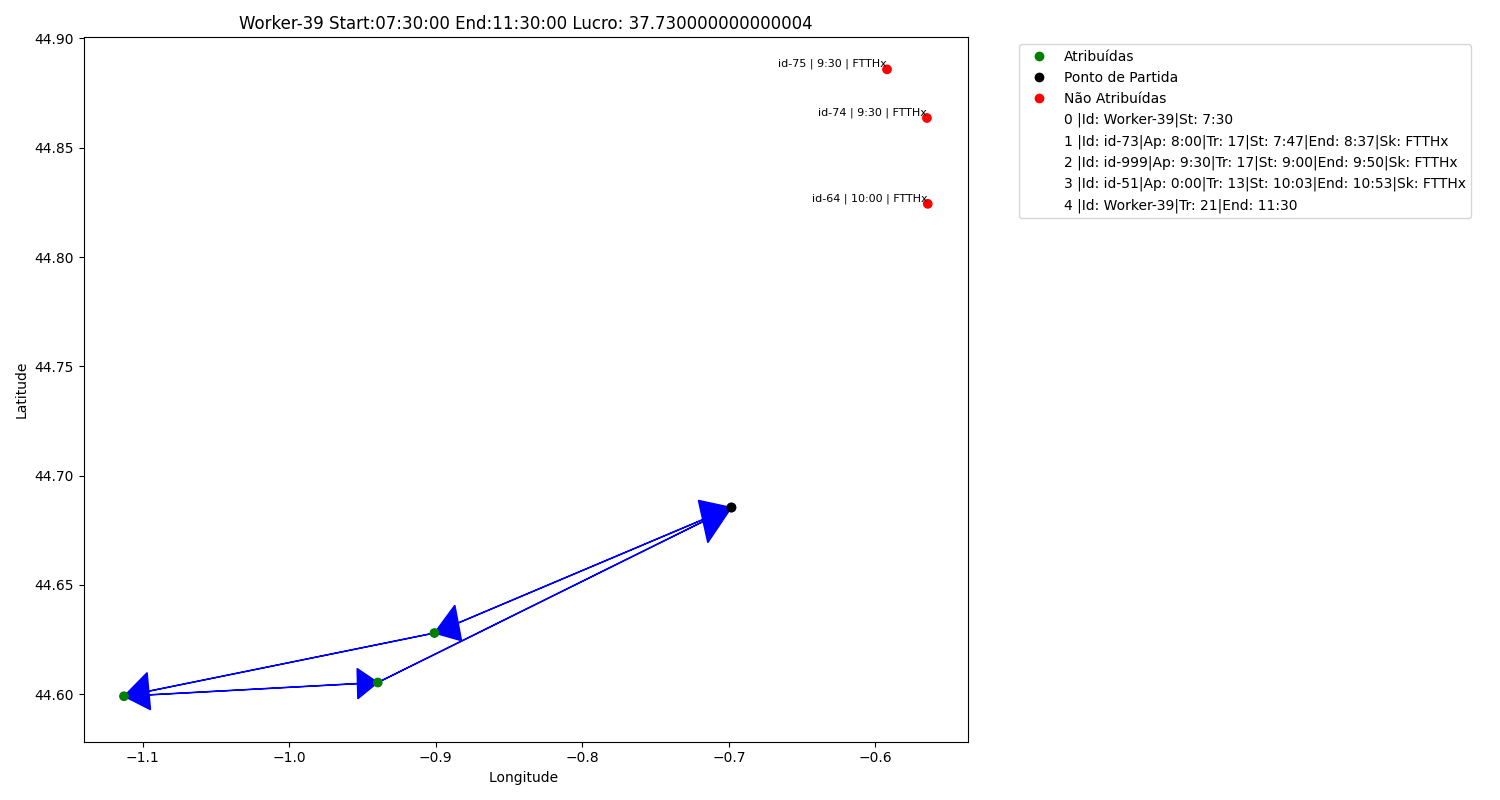 Worker-39 Start:07:30:00 End:11:30:00 Lucro: 37.730000000000004
44.90
44.85
44.80
44.75
44.70
44.65
44.60
Latitude
−1.1
−1.0
−0.9
−0.8
−0.7
−0.6
Longitude
id-75 | 9:30 | FTTHx
id-74 | 9:30 | FTTHx
id-64 | 10:00 | FTTHx
Atribuídas
Ponto de Partida
Não Atribuídas
0 |Id: Worker-39|St: 7:30
1 |Id: id-73|Ap: 8:00|Tr: 17|St: 7:47|End: 8:37|Sk: FTTHx
2 |Id: id-999|Ap: 9:30|Tr: 17|St: 9:00|End: 9:50|Sk: FTTHx
3 |Id: id-51|Ap: 0:00|Tr: 13|St: 10:03|End: 10:53|Sk: FTTHx
4 |Id: Worker-39|Tr: 21|End: 11:30